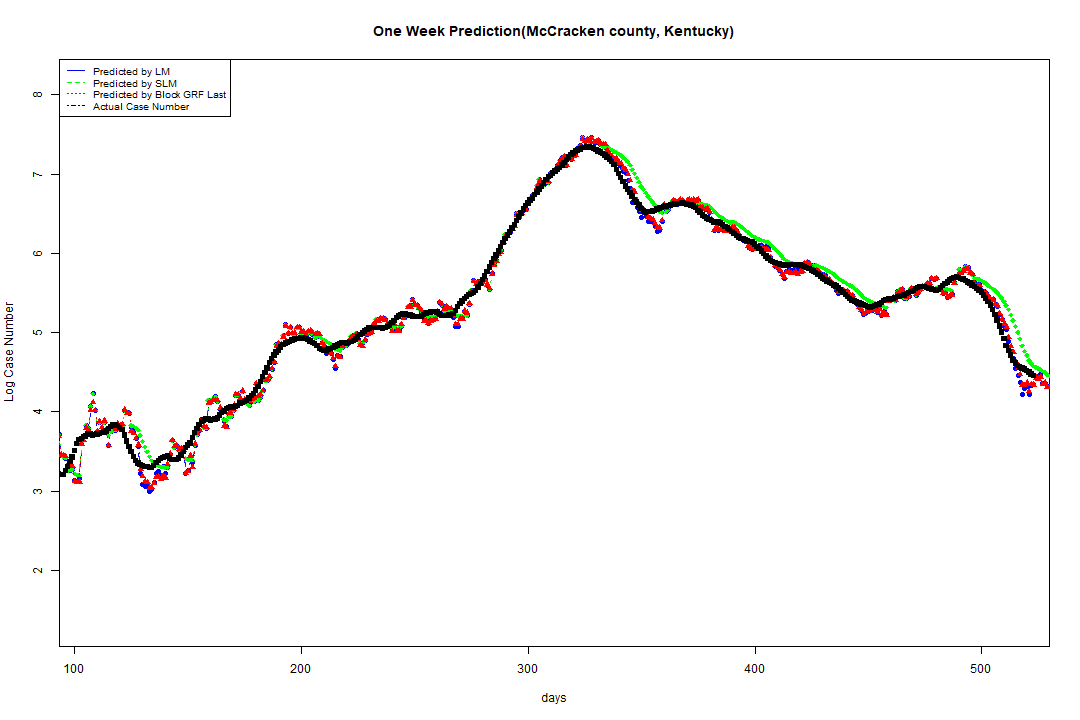 One Week Prediction(McCracken county, Kentucky)
Predicted by LM
Predicted by SLM
Predicted by Block GRF Last
Actual Case Number
8
7
6
5
4
3
2
Log Case Number
100 200 300 400 500
days